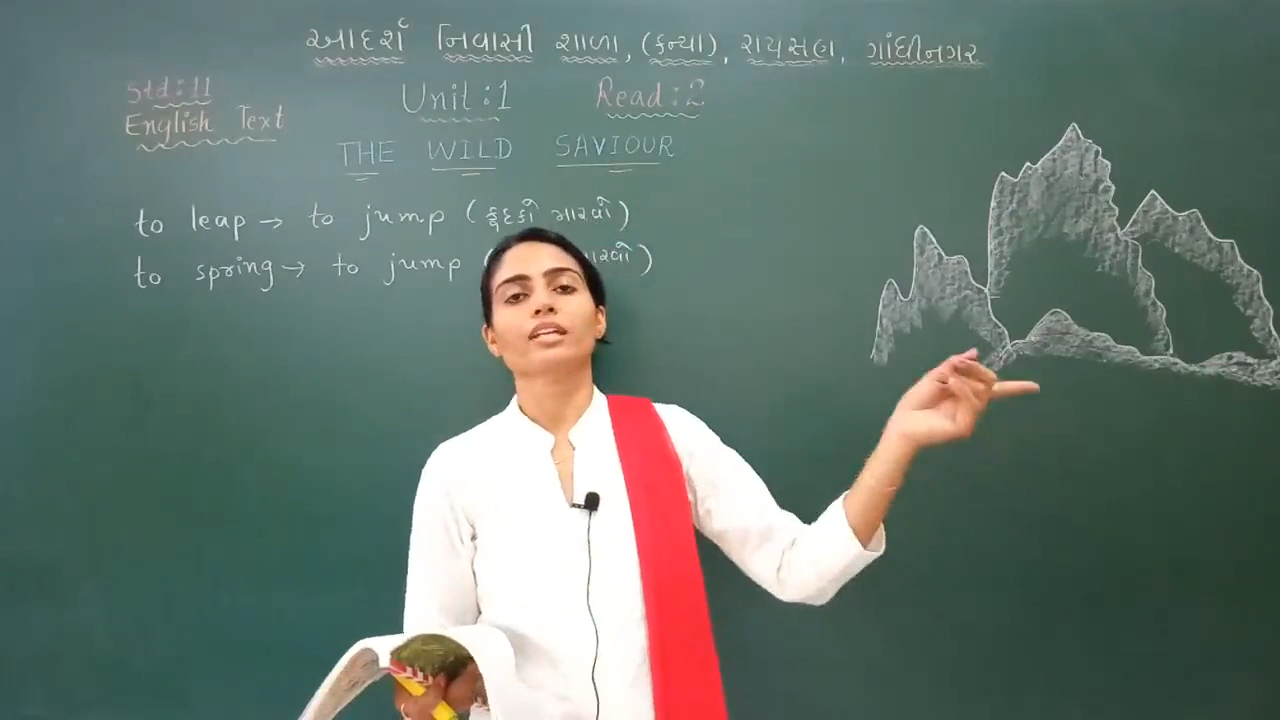 આદર્શ નિવાસી શાળા, (કન્યા), રાયસણ, ગાંધીનગર
Std:11
Unit:1 Read:2
English Text
THE WILD SAVIOUR
to leap → to jump (કૂદકો મારવો)
to spring → to jump ( મારવો)